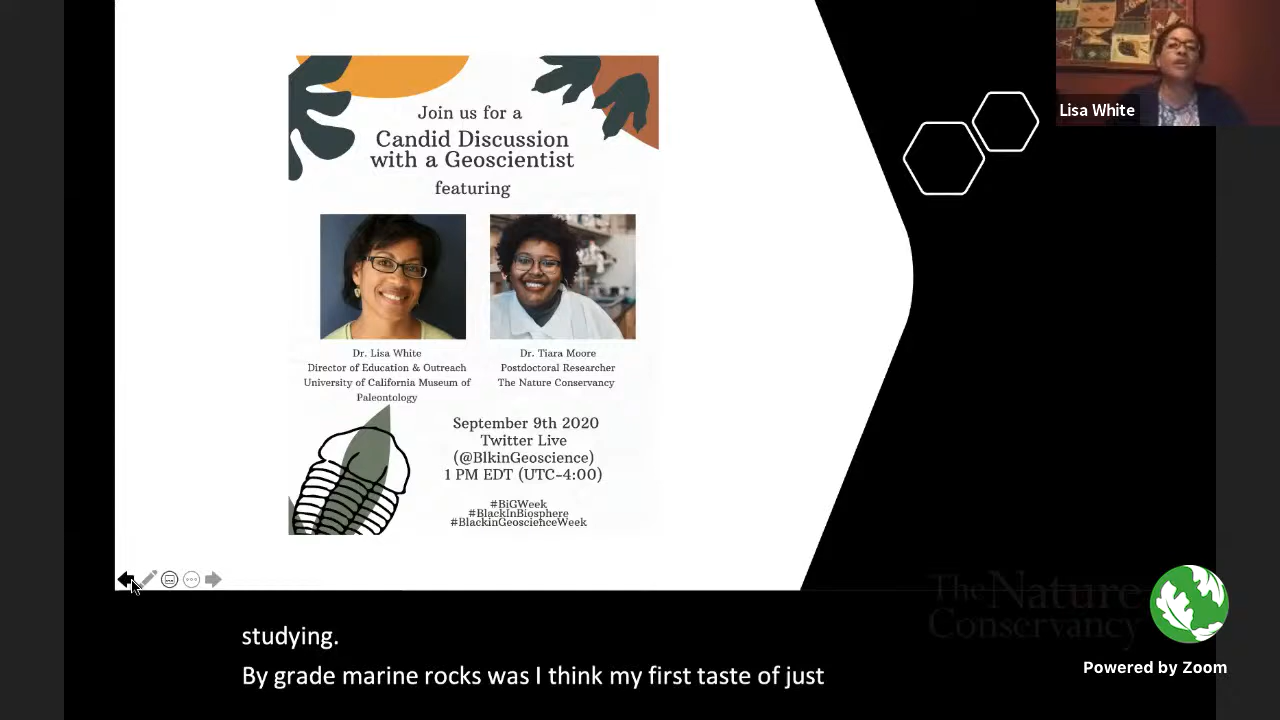 Join us for a
Candid Discussion
with a Geoscientist
featuring
Dr. Lisa White
Director of Education & Outreach
University of California Museum of
Paleontology
Dr. Tiara Moore
Postdoctoral Researcher
The Nature Conservancy
September 9th 2020
Twitter Live
(@BlkinGeoscience)
1 PM EDT (UTC-4:00)
#BiGWeek
#BlackInBiosphere
#BlackinGeoscienceWeek
Lisa White
The Nature
Conservancy
Powered by Zoom
studying.
By grade marine rocks was I think my first taste of just